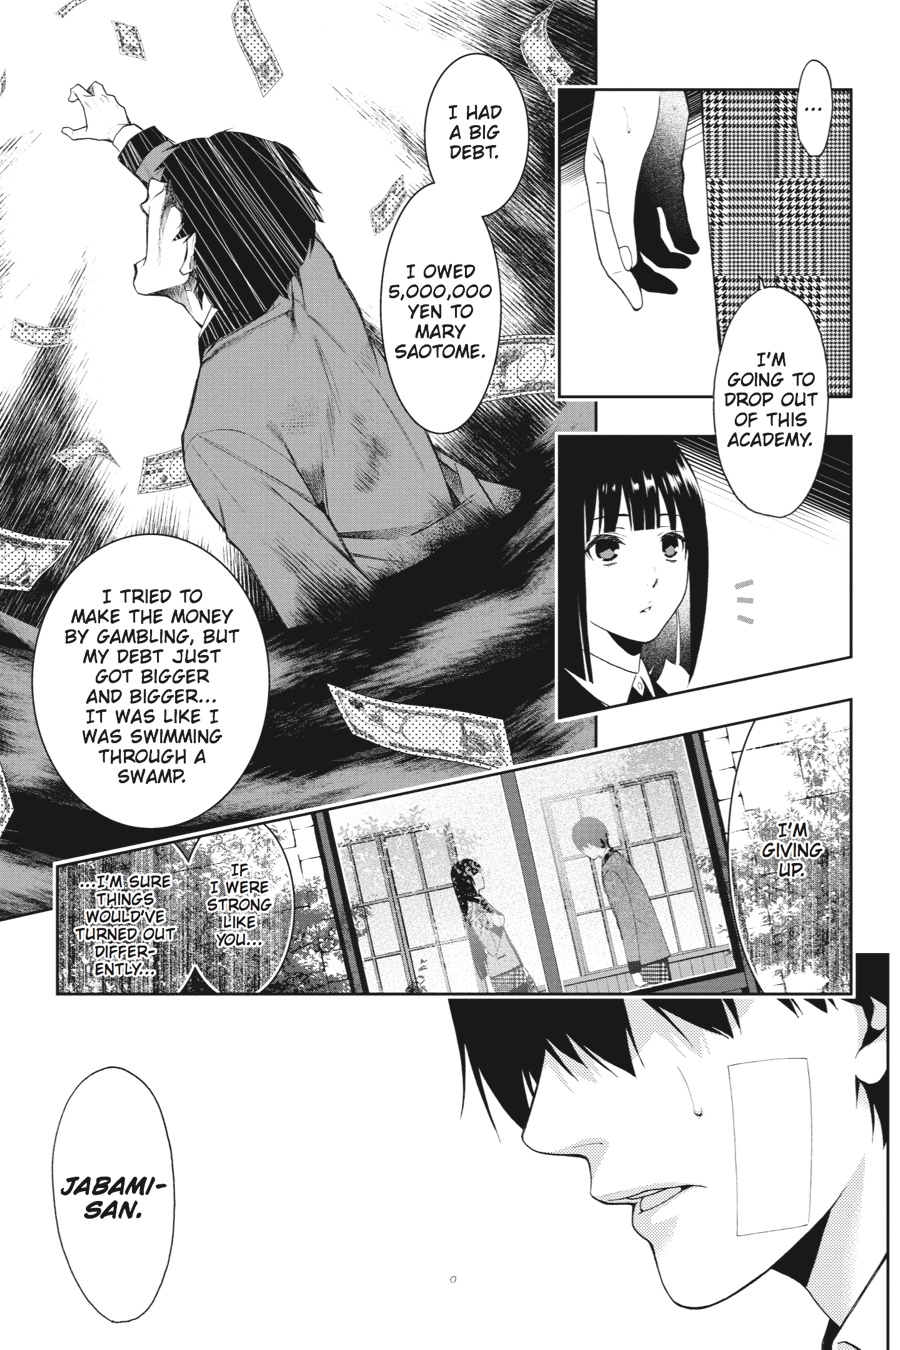 ...
I'M
GOING TO
DROP OUT
OF THIS
ACADEMY.
I HAD
A BIG
DEBT.
I OWED
5,000,000
YEN TO
MARY
SAOTOME.
I TRIED TO
MAKE THE MONEY
BY GAMBLING, BUT
MY DEBT JUST
GOT BIGGER
AND BIGGER...
IT WAS LIKE I
WAS SWIMMING
THROUGH A
SWAMP.
I'M
GIVING
UP.
IF
I WERE
STRONG
LIKE
YOU...
...I'M SURE
THINGS
WOULD'VE
TURNED OUT
DIFFER-
ENTLY...
JABAMI-
SAN.